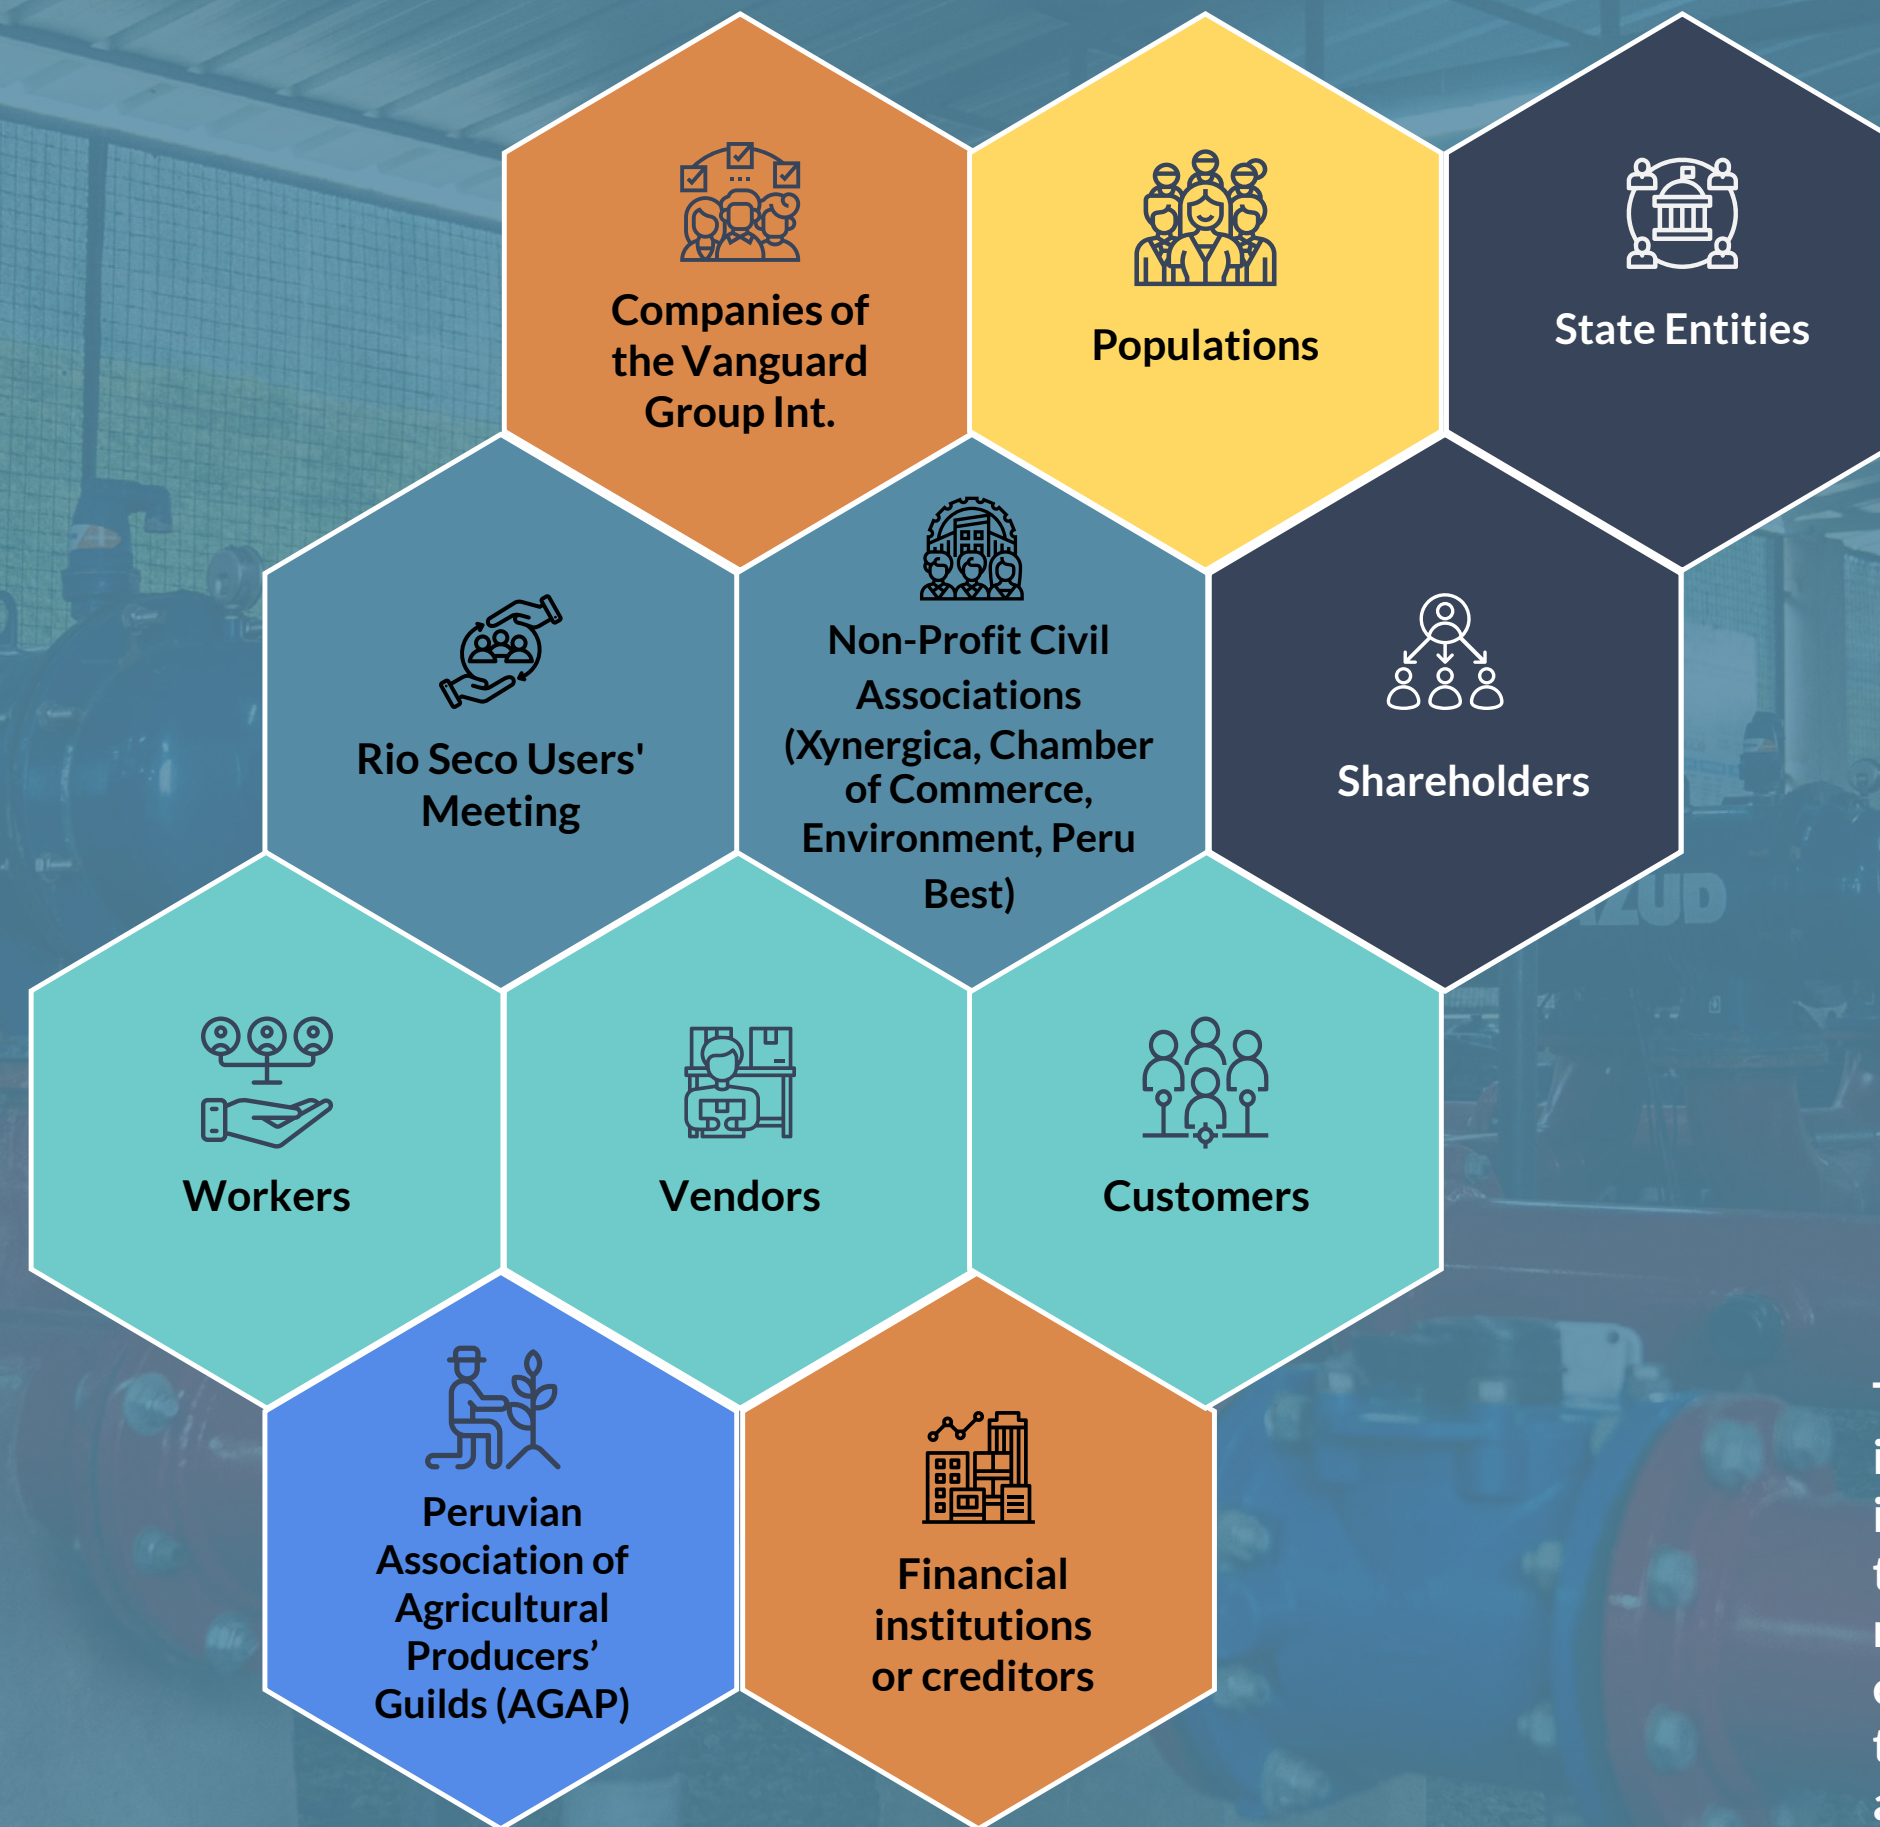 Companies of
the Vanguard
Group Int.
Populations
State Entities
Rio Seco Users'
Meeting
Non-Profit Civil
Associations
(Xynergica, Chamber
of Commerce,
Environment, Peru
Best)
Shareholders
Workers
Vendors
Customers
Peruvian
Association of
Agricultural
Producers’
Guilds (AGAP)
Financial
institutions
or creditors